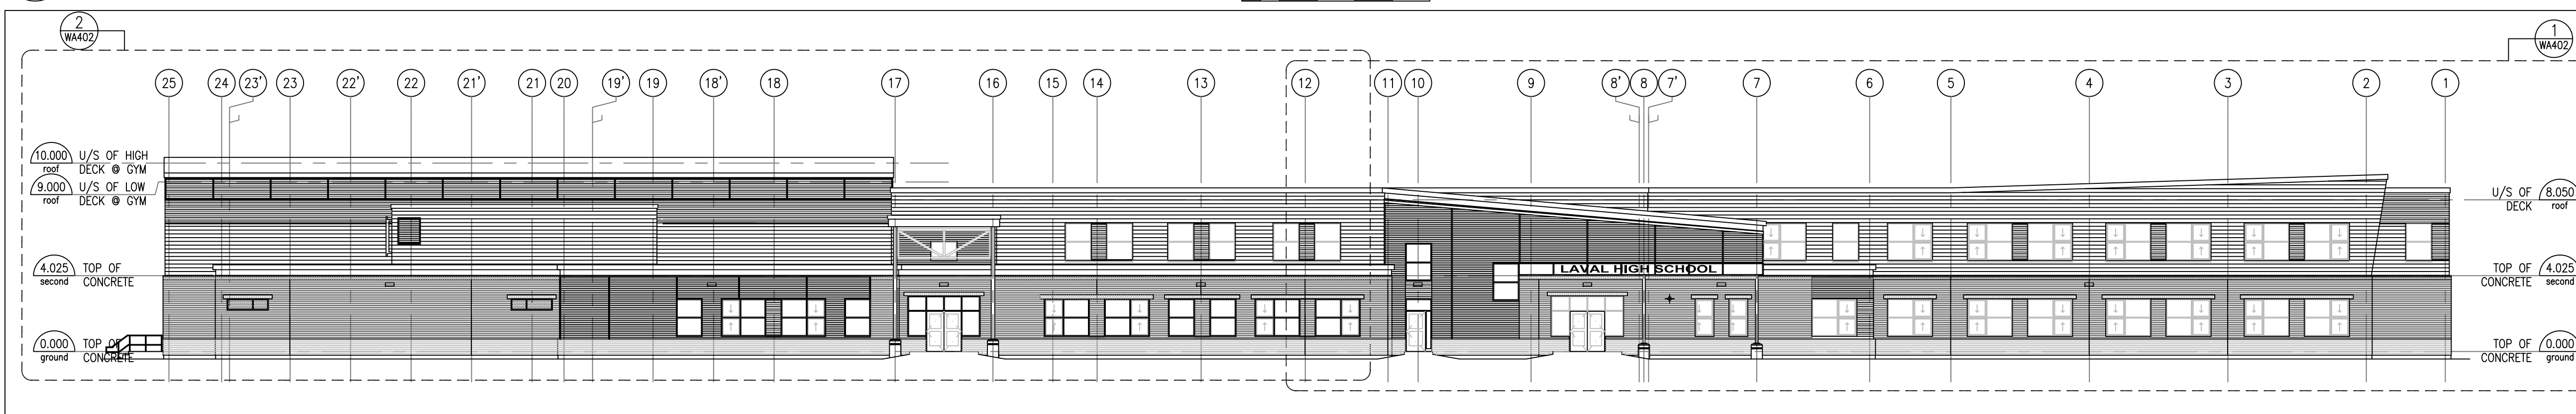 2
WA402
1
WA402
25
24
23'
23
22'
22
21'
21
20
19'
19
18'
18
17
16
15
14
13
12
11
10
9
8'
8
7'
7
6
5
4
3
2
1
10.000 U/S OF HIGH
roof DECK @ GYM
9.000 U/S OF LOW
roof DECK @ GYM
U/S OF 8.050
DECK roof
4.025 TOP OF
second CONCRETE
LAVAL HIGH SCHOOL
TOP OF 4.025
CONCRETE second
0.000 TOP OF
ground CONCRETE
TOP OF 0.000
CONCRETE ground